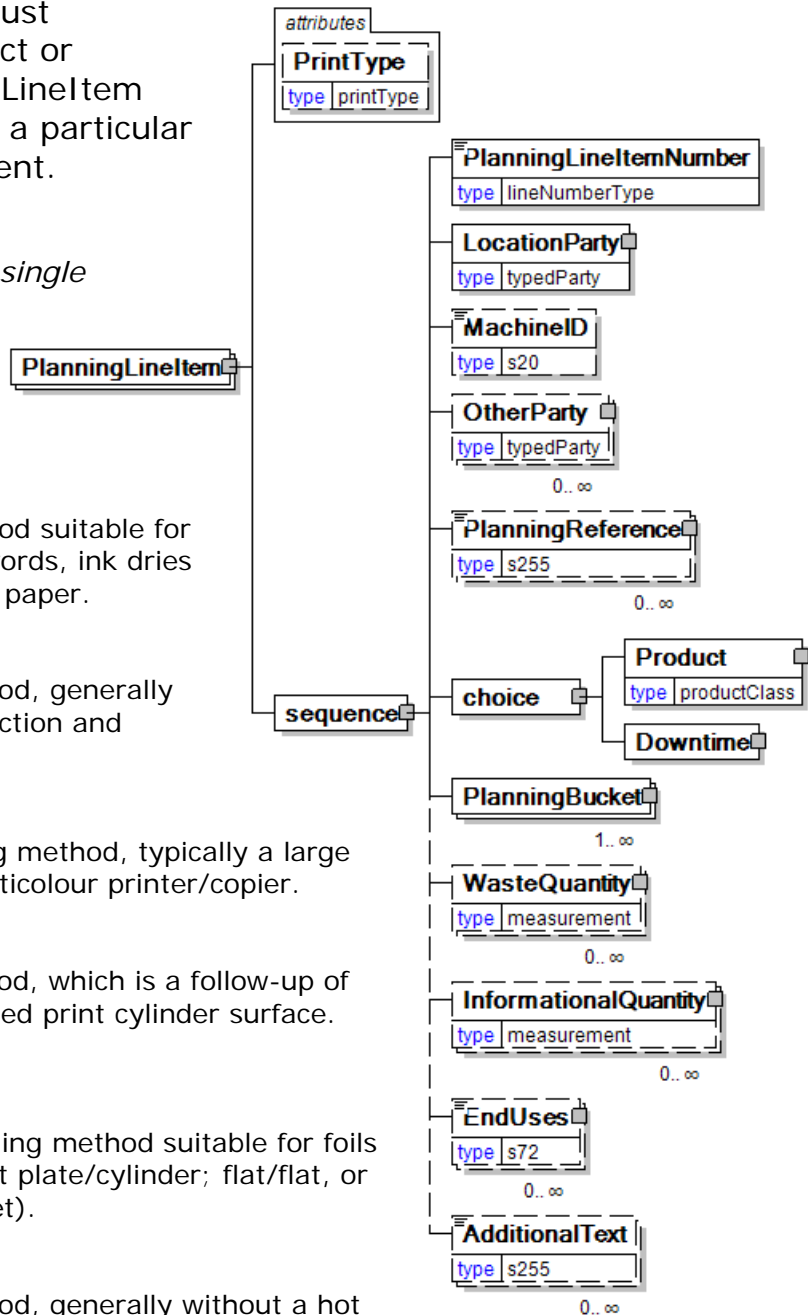 ust
ct or
LineItem
a particular
ent.
single
od suitable for
ords, ink dries
paper.
od, generally
ction and
g method, typically a large
ticolour printer/copier.
od, which is a follow-up of
ed print cylinder surface.
ing method suitable for foils
t plate/cylinder; flat/flat, or
et).
od, generally without a hot
PlanningLineItem
attributes
PrintType
type printType
sequence
PlanningLineItemNumber
type lineNumberType
LocationParty
type typedParty
MachineID
type s20
OtherParty
type typedParty
0.. ∞
PlanningReference
type s255
0.. ∞
choice
Product
type productClass
Downtime
PlanningBucket
1.. ∞
WasteQuantity
type measurement
0.. ∞
InformationalQuantity
type measurement
0.. ∞
EndUses
type s72
0.. ∞
AdditionalText
type s255
0.. ∞